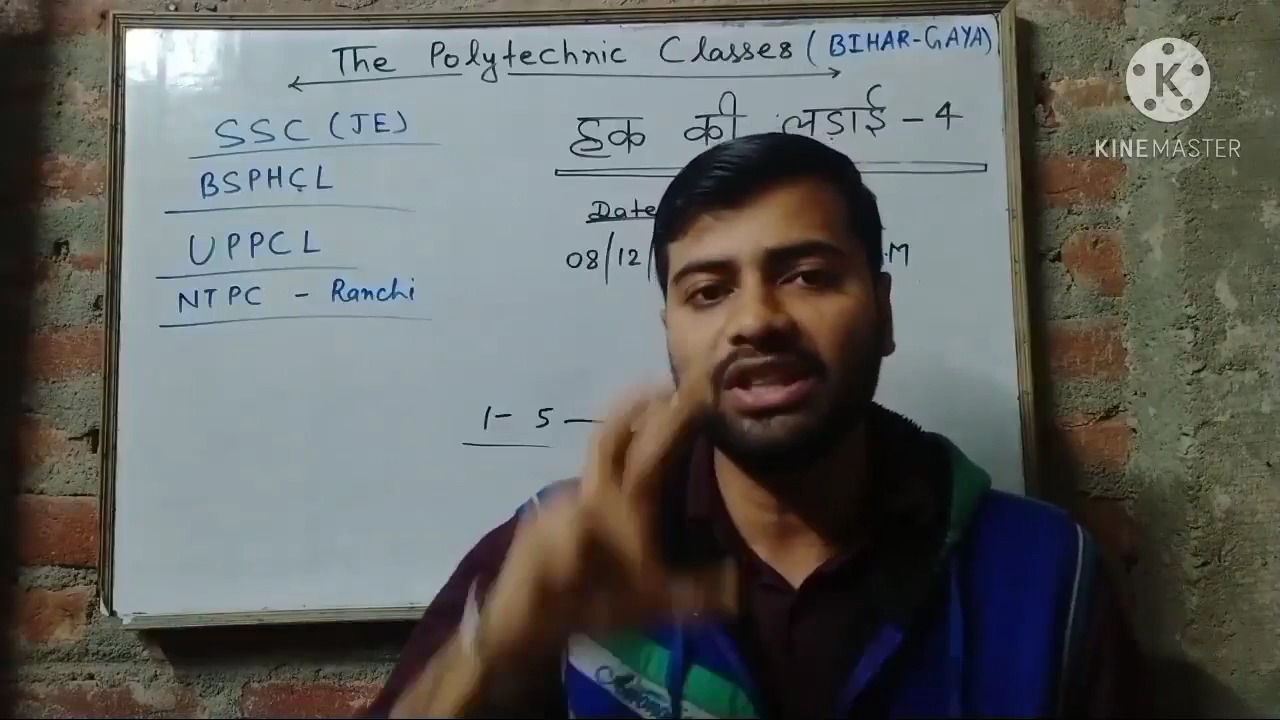 The Polytechnic Classes (BIHAR-GAYA)
SSC (JE)
BSPHCL
UPPCL
NTPC - Ranchi
हक की लड़ाई - 4
Date
08/12/
.M
1- 5 —
K
KINEMASTER